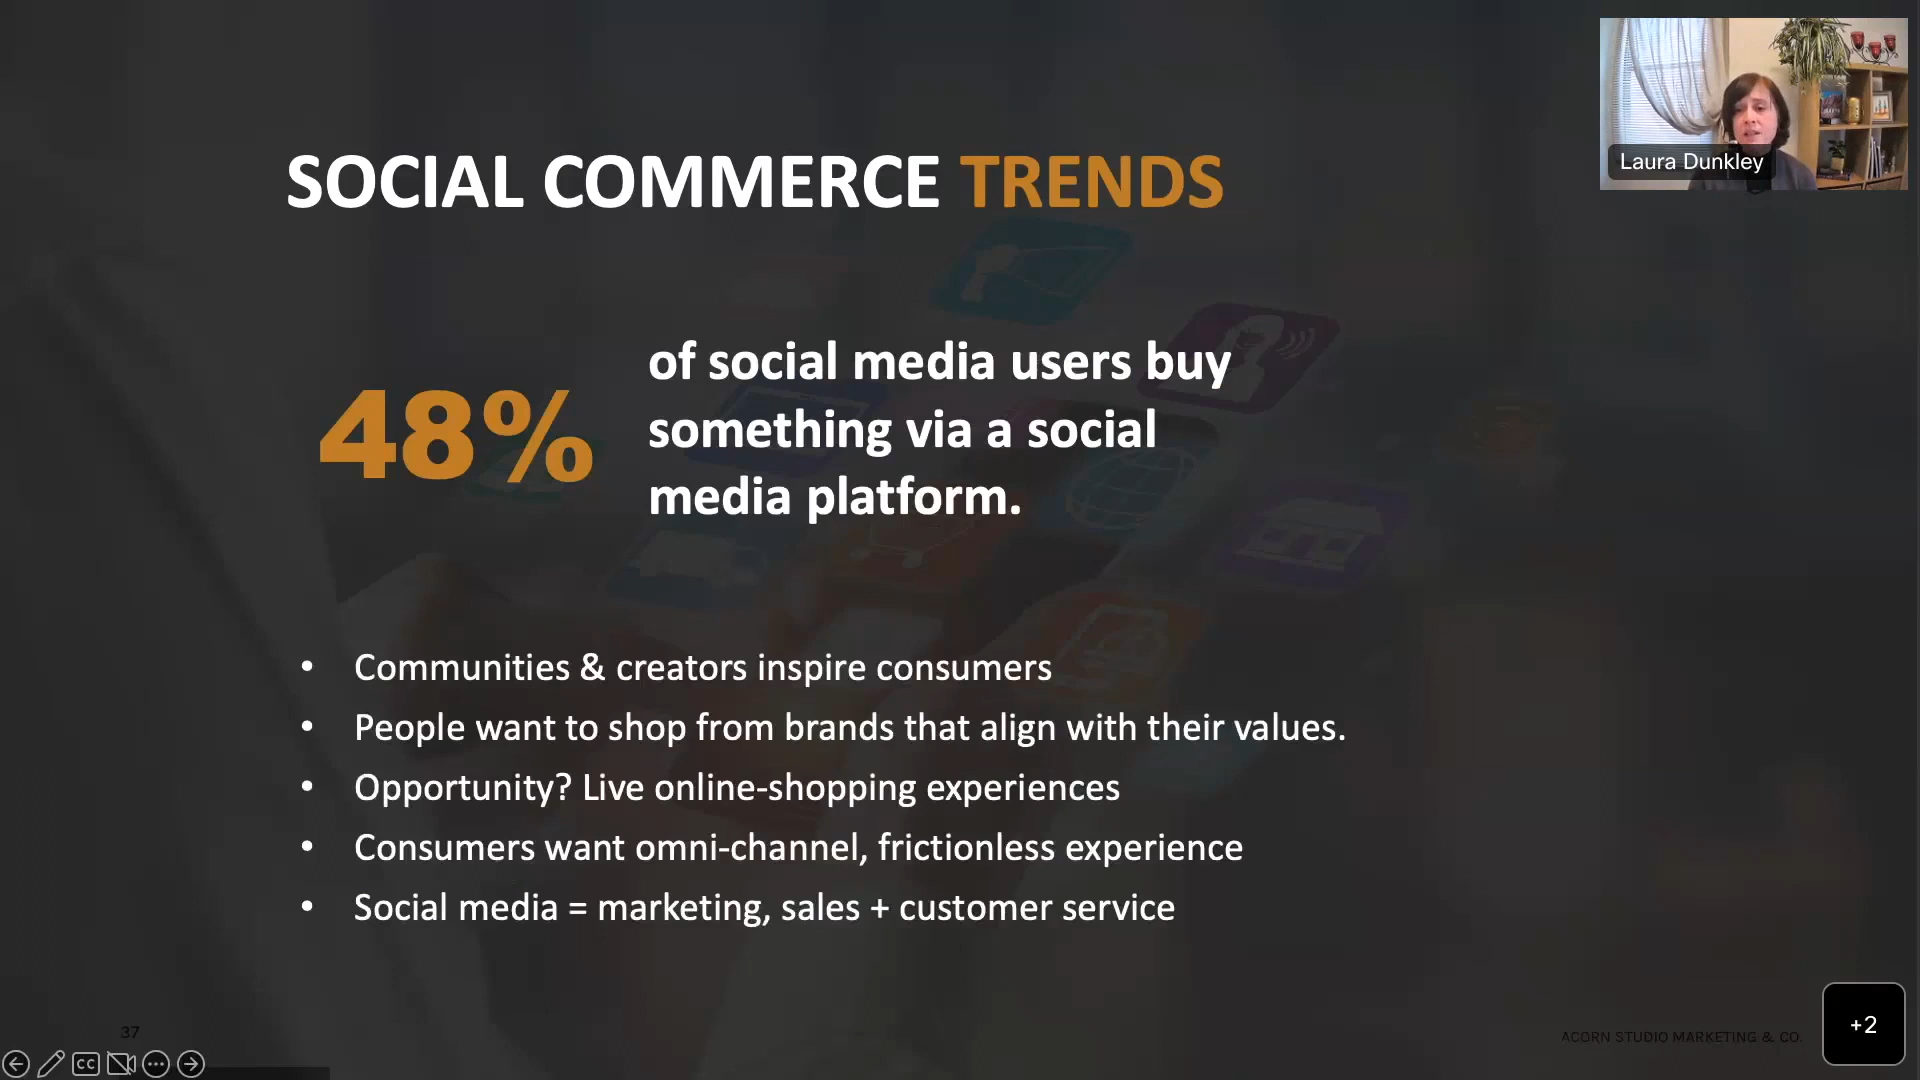 Laura Dunkley
SOCIAL COMMERCE TRENDS
48%
of social media users buy
something via a social
media platform.
• Communities & creators inspire consumers
• People want to shop from brands that align with their values.
• Opportunity? Live online-shopping experiences
• Consumers want omni-channel, frictionless experience
• Social media = marketing, sales + customer service
37
ACORN STUDIO MARKETING & CO.
+2
CC